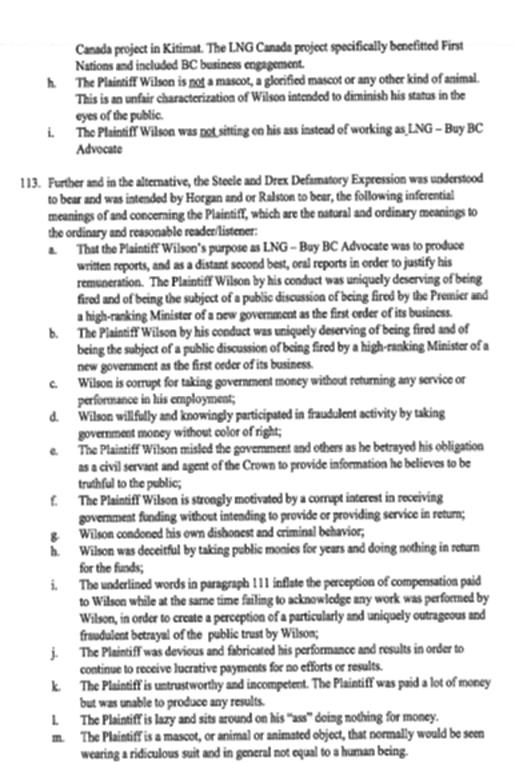 Canada project in Kitimat. The LNG Canada project specifically benefitted First
Nations and included BC business engagement.
h. The Plaintiff Wilson is not a mascot, a glorified mascot or any other kind of animal.
This is an unfair characterization of Wilson intended to diminish his status in the
eyes of the public.
i. The Plaintiff Wilson was not sitting on his ass instead of working as LNG – Buy BC
Advocate
113. Further and in the alternative, the Steele and Drex Defamatory Expression was understood
to bear and was intended by Horgan and or Ralston to bear, the following inferential
meanings of and concerning the Plaintiff, which are the natural and ordinary meanings to
the ordinary and reasonable reader/listener:
a. That the Plaintiff Wilson's purpose as LNG – Buy BC Advocate was to produce
written reports, and as a distant second best, oral reports in order to justify his
remuneration. The Plaintiff Wilson by his conduct was uniquely deserving of being
fired and of being the subject of a public discussion of being fired by the Premier and
a high-ranking Minister of a new government as the first order of its business.
b. The Plaintiff Wilson by his conduct was uniquely deserving of being fired and of
being the subject of a public discussion of being fired by a high-ranking Minister of a
new government as the first order of its business.
c. Wilson is corrupt for taking government money without returning any service or
performance in his employment;
d. Wilson willfully and knowingly participated in fraudulent activity by taking
government money without color of right;
e. The Plaintiff Wilson misled the government and others as he betrayed his obligation
as a civil servant and agent of the Crown to provide information he believes to be
truthful to the public;
f. The Plaintiff Wilson is strongly motivated by a corrupt interest in receiving
government funding without intending to provide or providing service in return;
g. Wilson condoned his own dishonest and criminal behavior;
h. Wilson was deceitful by taking public monies for years and doing nothing in return
for the funds;
i. The underlined words in paragraph 111 inflate the perception of compensation paid
to Wilson while at the same time failing to acknowledge any work was performed by
Wilson, in order to create a perception of a particularly and uniquely outrageous and
fraudulent betrayal of the public trust by Wilson;
j. The Plaintiff was devious and fabricated his performance and results in order to
continue to receive lucrative payments for no efforts or results.
k. The Plaintiff is untrustworthy and incompetent. The Plaintiff was paid a lot of money
but was unable to produce any results.
l. The Plaintiff is lazy and sits around on his "ass" doing nothing for money.
m. The Plaintiff is a mascot, or animal or animated object, that normally would be seen
wearing a ridiculous suit and in general not equal to a human being.